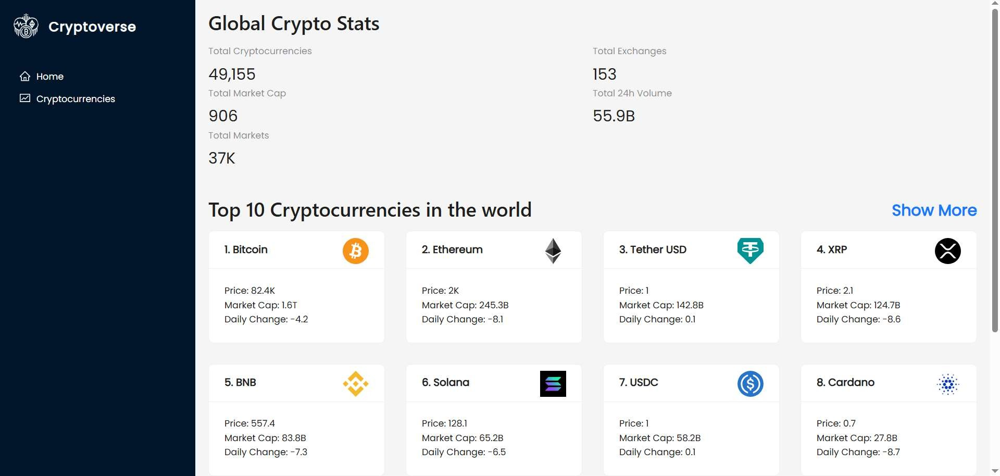 Cryptoverse
Home
Cryptocurrencies
Global Crypto Stats
Total Cryptocurrencies
49,155
Total Exchanges
153
Total Market Cap
906
Total 24h Volume
55.9B
Total Markets
37K
Top 10 Cryptocurrencies in the world
Show More
1. Bitcoin
Price: 82.4K
Market Cap: 1.6T
Daily Change: -4.2
2. Ethereum
Price: 2K
Market Cap: 245.3B
Daily Change: -8.1
3. Tether USD
Price: 1
Market Cap: 142.8B
Daily Change: 0.1
4. XRP
Price: 2.1
Market Cap: 124.7B
Daily Change: -8.6
5. BNB
Price: 557.4
Market Cap: 83.8B
Daily Change: -7.3
6. Solana
Price: 128.1
Market Cap: 65.2B
Daily Change: -6.5
7. USDC
Price: 1
Market Cap: 58.2B
Daily Change: 0.1
8. Cardano
Price: 0.7
Market Cap: 27.8B
Daily Change: -8.7